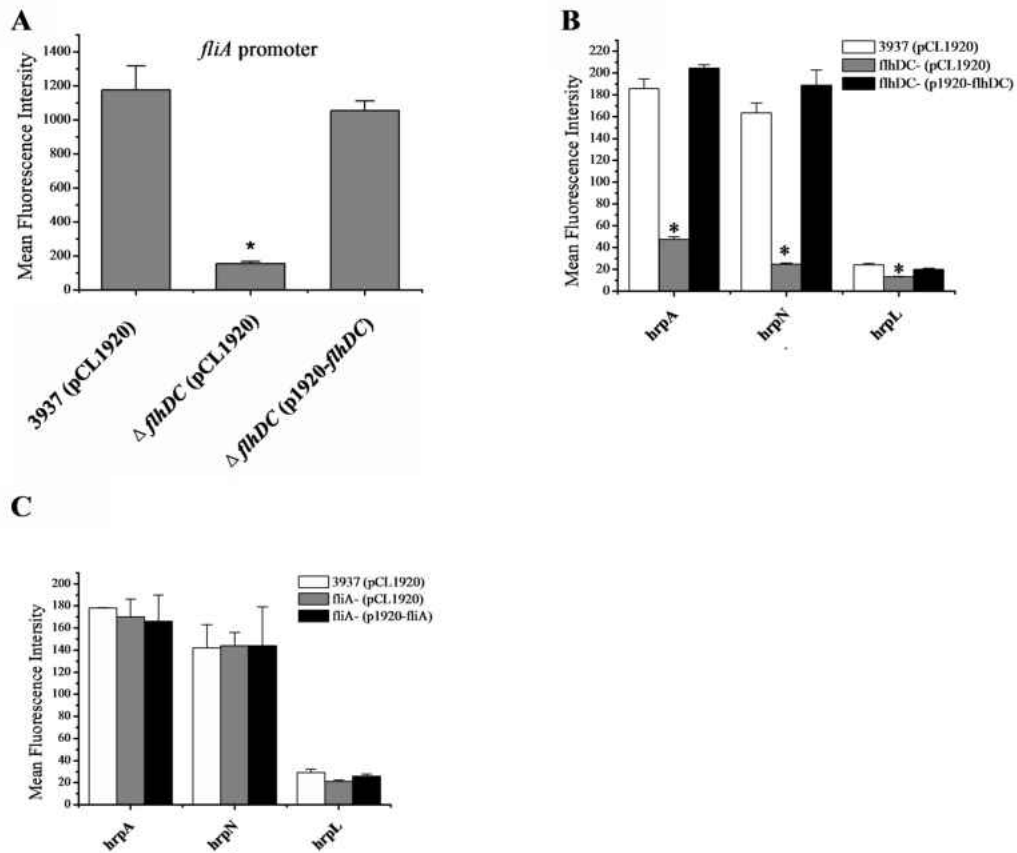 A
fliA promoter
Mean Fluorescence Intersity
1400
1200
1000
800
600
400
200
0
*
3937 (pCL1920)
△ flhDC (pCL1920)
△ flhDC (p1920-flhDC)
B
3937 (pCL1920)
flhDC- (pCL1920)
flhDC- (p1920-flhDC)
Mean Fluorescence Intensity
220
200
180
160
140
120
100
80
60
40
20
0
*
*
*
hrpA
hrpN
hrpL
C
3937 (pCL1920)
fliA- (pCL1920)
fliA- (p1920-fliA)
Mean Fluorescence Intensity
200
180
160
140
120
100
80
60
40
20
0
hrpA
hrpN
hrpL